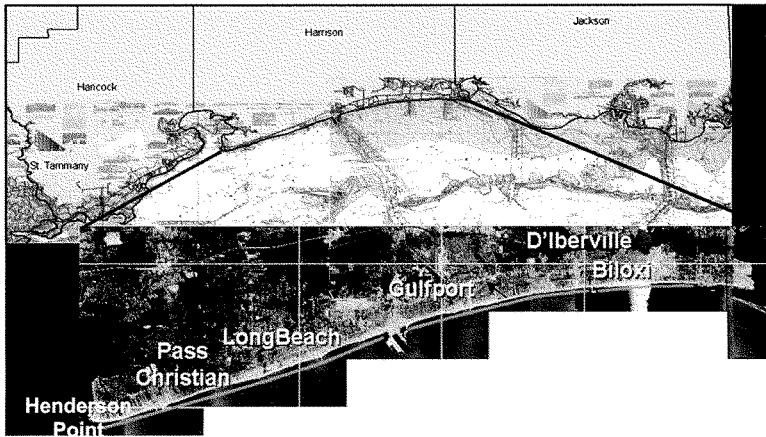 Jackson
Harrison
Hancock
St. Tammany
D'Iberville
Biloxi
Gulfport
LongBeach
Pass
Christian
Henderson
Point